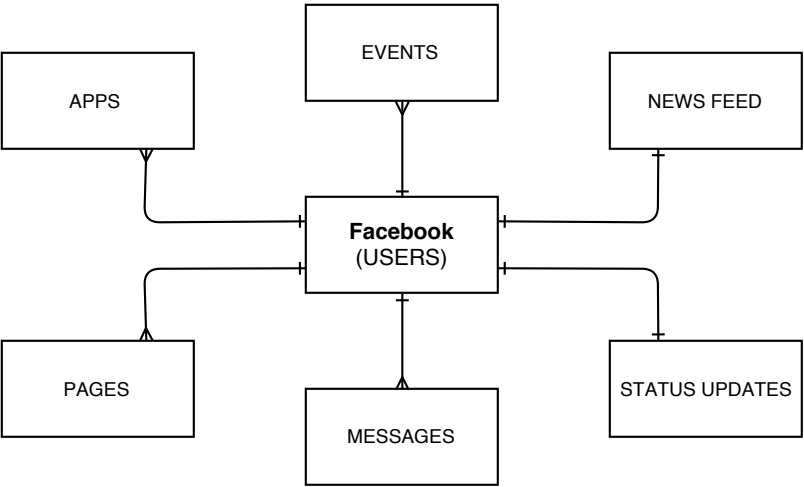 EVENTS
APPS
NEWS FEED
Facebook
(USERS)
PAGES
STATUS UPDATES
MESSAGES